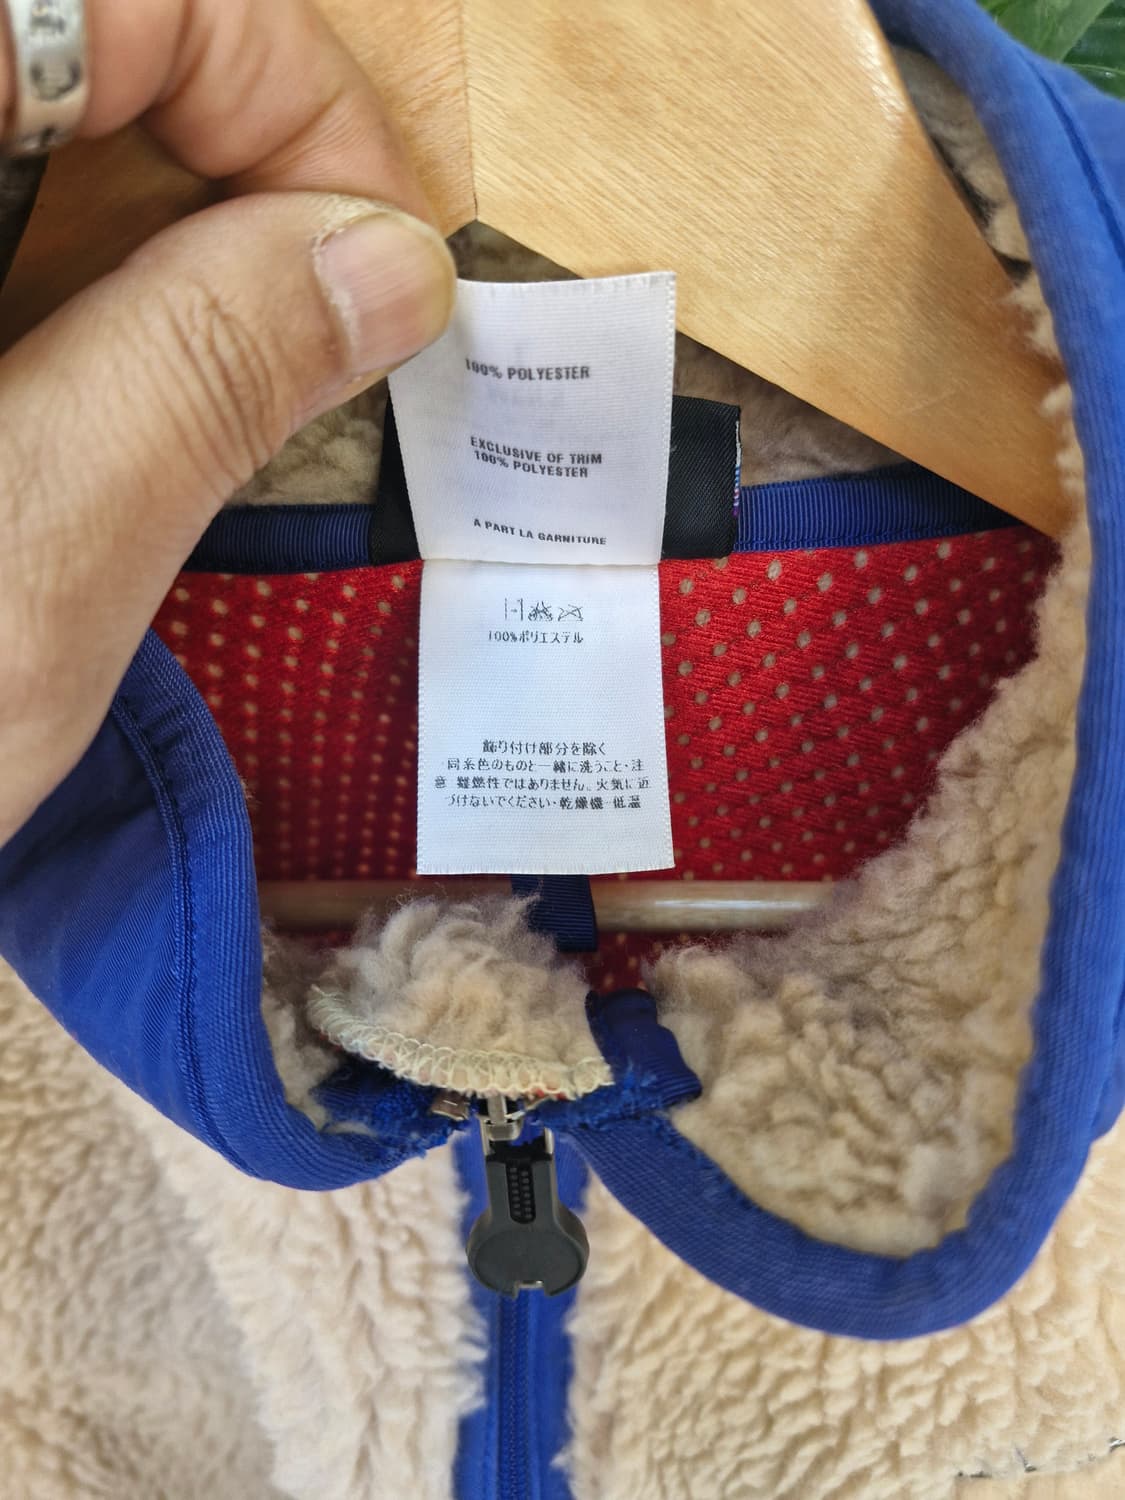 100% POLYESTER
EXCLUSIVE OF TRIM
100% POLYESTER
À PART LA GARNITURE
100%ポリエステル
飾り付け部分を除く
同系色のものと一緒に洗うこと・注
意 難燃性ではありません。火気に近
づけないでください・乾燥機 低温